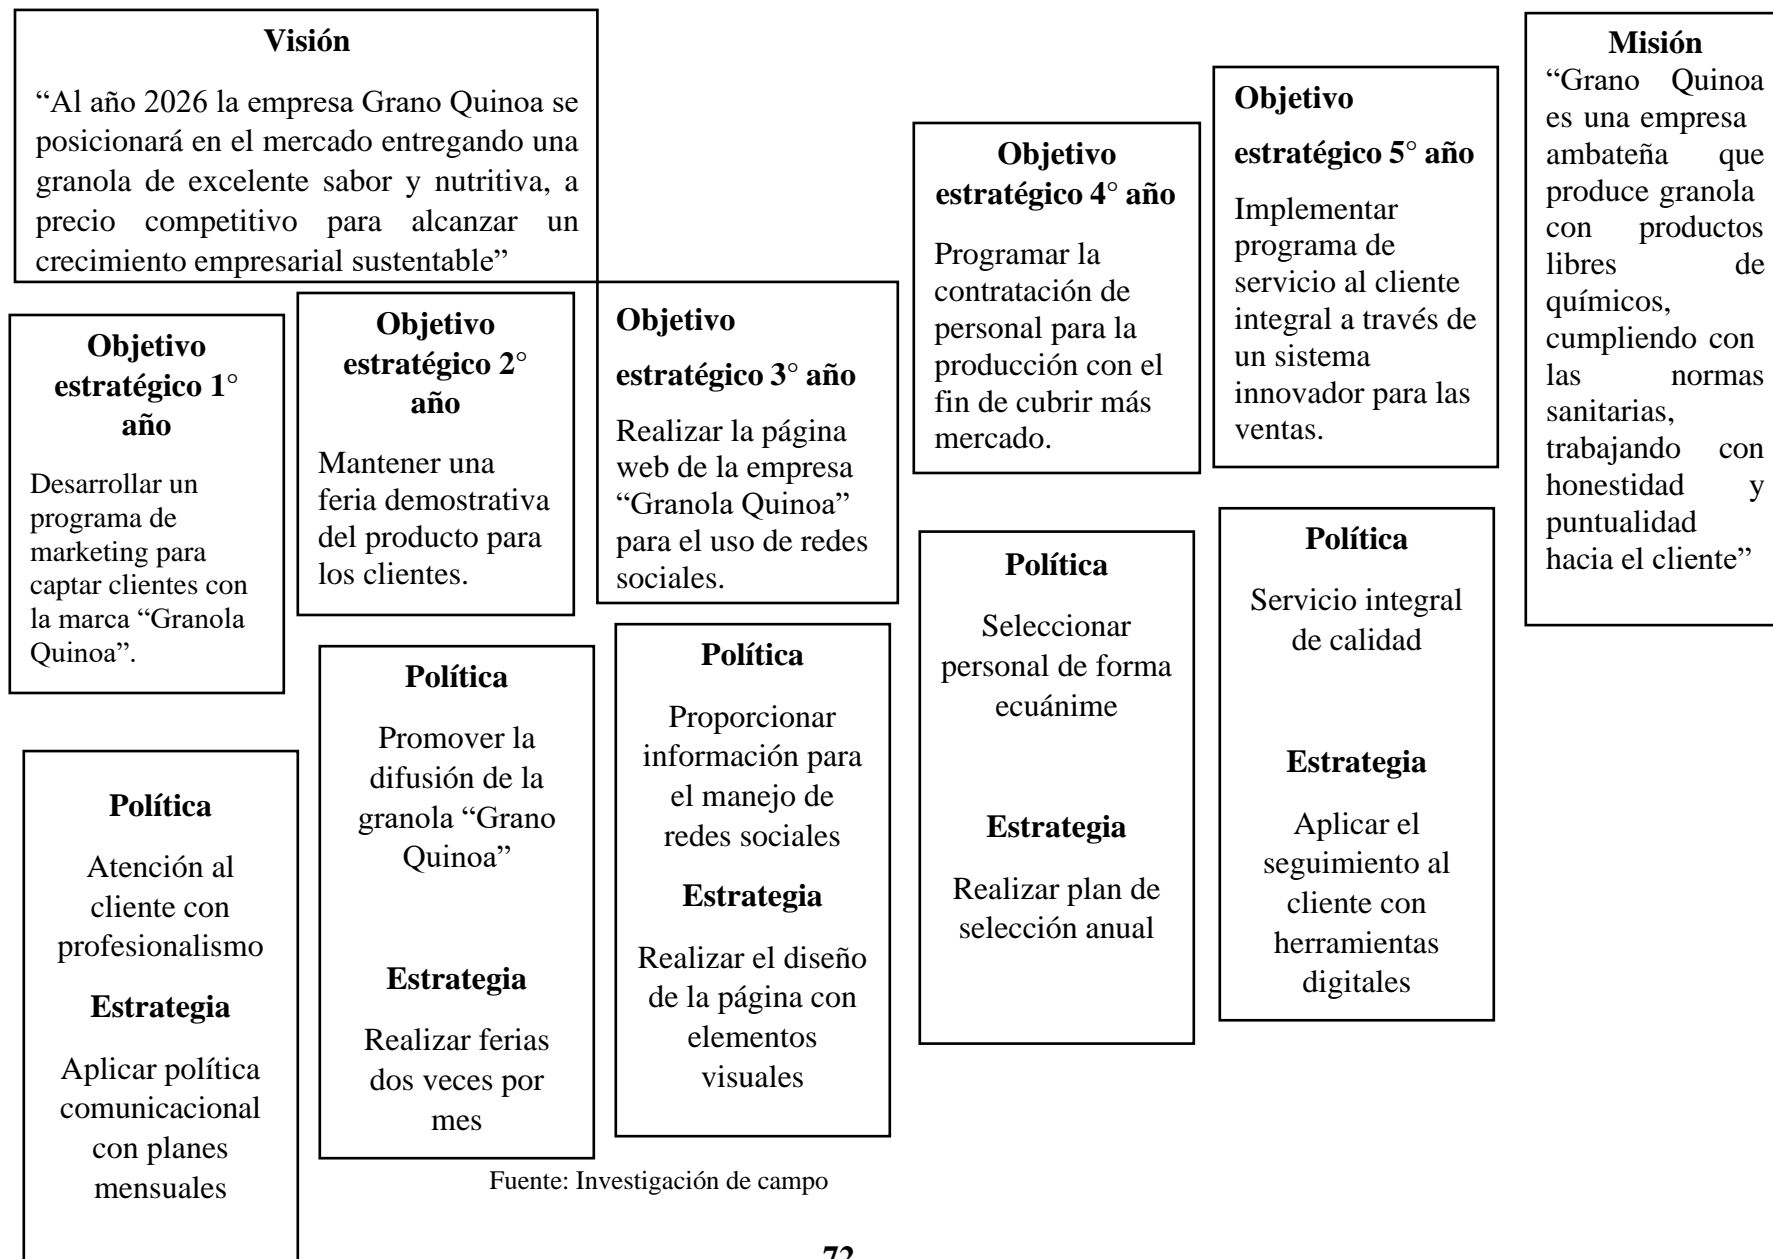 Visión
“Al año 2026 la empresa Grano Quinoa se
posicionará en el mercado entregando una
granola de excelente sabor y nutritiva, a
precio competitivo para alcanzar un
crecimiento empresarial sustentable”
Objetivo
estratégico 1°
año
Desarrollar un
programa de
marketing para
captar clientes con
la marca “Granola
Quinoa”.
Política
Atención al
cliente con
profesionalismo
Estrategia
Aplicar política
comunicacional
con planes
mensuales
Objetivo
estratégico 2°
año
Mantener una
feria demostrativa
del producto para
los clientes.
Política
Promover la
difusión de la
granola “Grano
Quinoa”
Estrategia
Realizar ferias
dos veces por
mes
Objetivo
estratégico 3° año
Realizar la página
web de la empresa
“Granola Quinoa”
para el uso de redes
sociales.
Política
Proporcionar
información para
el manejo de
redes sociales
Estrategia
Realizar el diseño
de la página con
elementos
visuales
Objetivo
estratégico 4° año
Programar la
contratación de
personal para la
producción con el
fin de cubrir más
mercado.
Política
Seleccionar
personal de forma
ecuánime
Estrategia
Realizar plan de
selección anual
Objetivo
estratégico 5° año
Implementar
programa de
servicio al cliente
integral a través de
un sistema
innovador para las
ventas.
Política
Servicio integral
de calidad
Estrategia
Aplicar el
seguimiento al
cliente con
herramientas
digitales
Misión
“Grano Quinoa
es una empresa
ambateña que
produce granola
con productos
libres de
químicos,
cumpliendo con
las normas
sanitarias,
trabajando con
honestidad y
puntualidad
hacia el cliente”
Fuente: Investigación de campo
72